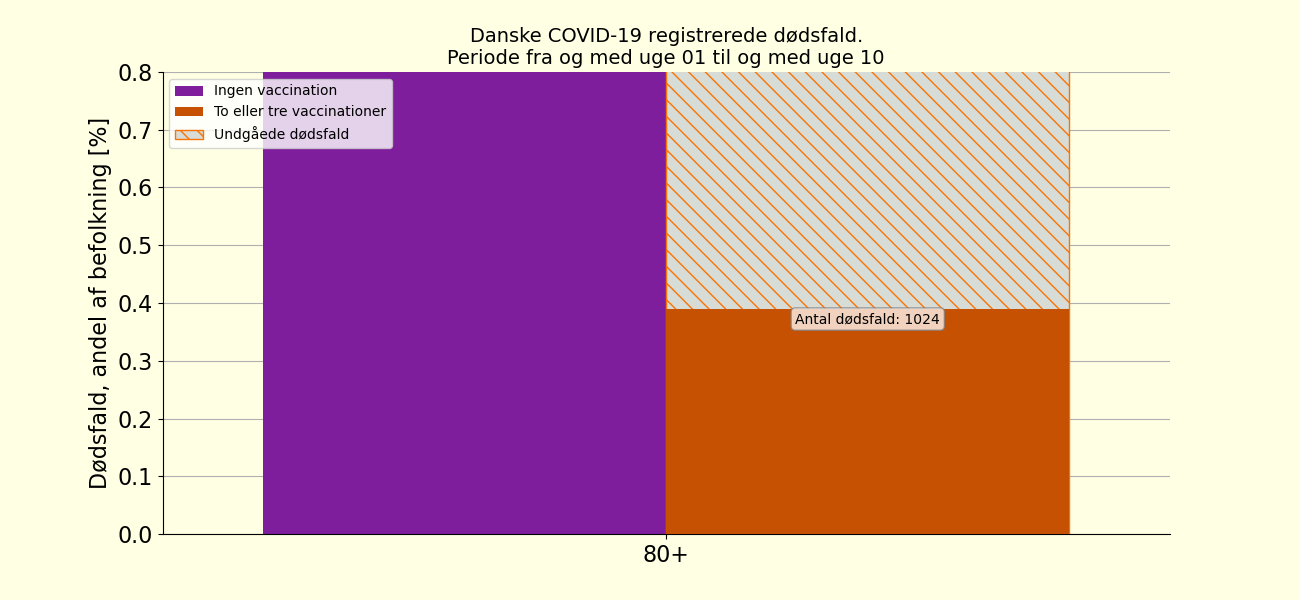 Danske COVID-19 registrerede dødsfald.
Periode fra og med uge 01 til og med uge 10
Dødsfald, andel af befolkning [%]
0.8
0.7
0.6
0.5
0.4
0.3
0.2
0.1
0.0
Ingen vaccination
To eller tre vaccinationer
Undgåede dødsfald
Antal dødsfald: 1024
80+